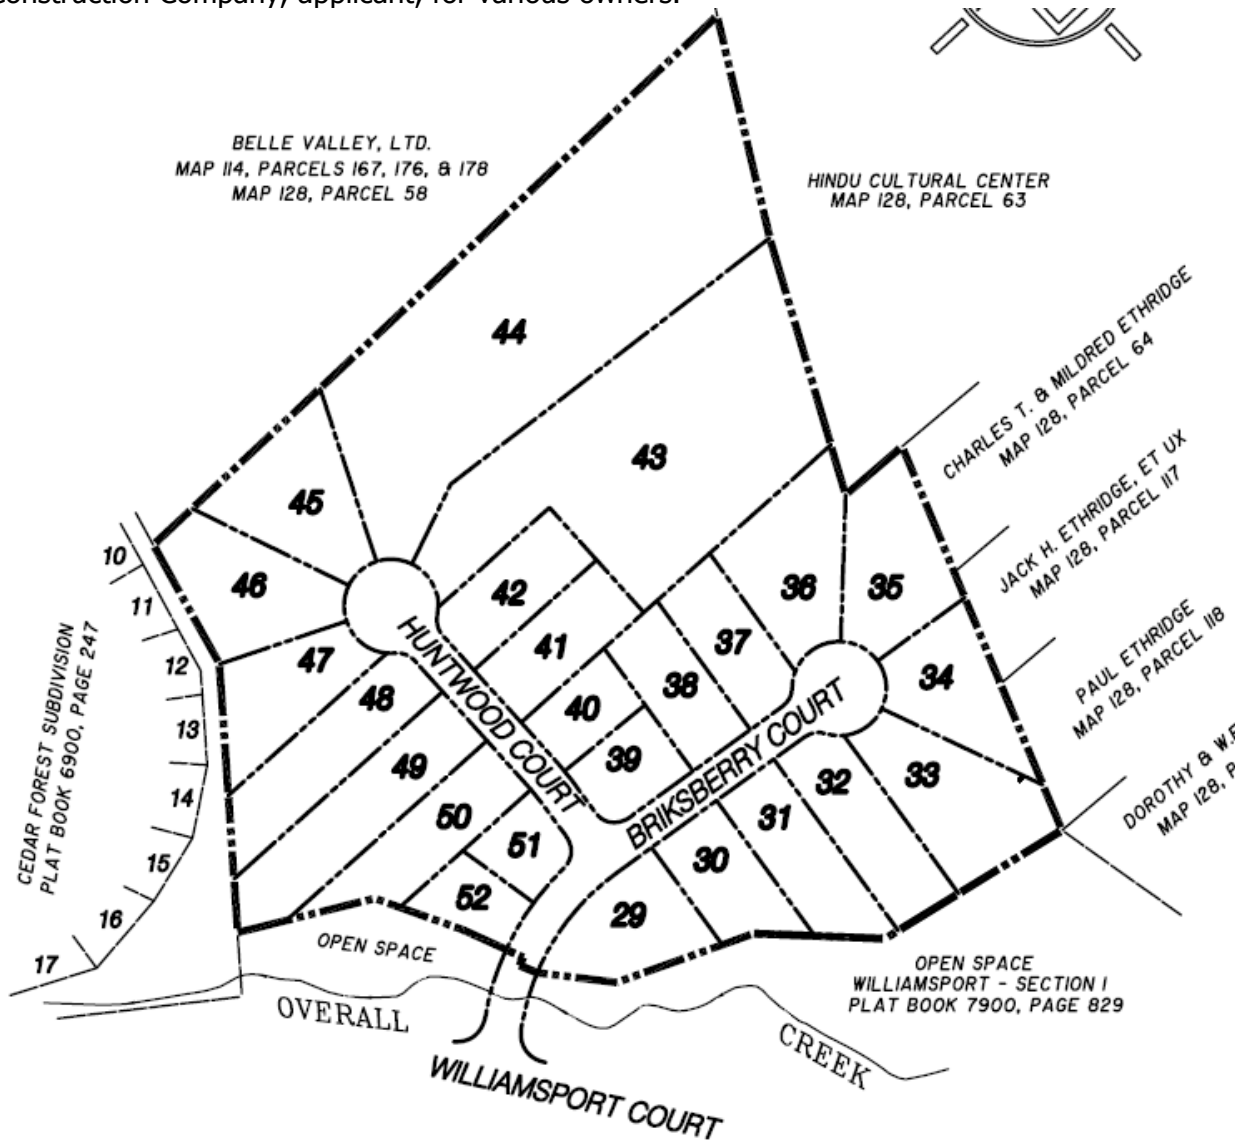 onstruction Company, applicant, for various owners.
BELLE VALLEY, LTD.
MAP 114, PARCELS 167, 176, & 178
MAP 128, PARCEL 58
HINDU CULTURAL CENTER
MAP 128, PARCEL 63
CHARLES T. & MILDRED ETHRIDGE
MAP 128, PARCEL 64
44
43
JACK H. ETHRIDGE, ET UX
MAP 128, PARCEL 117
45
46
42
36
35
10
11
12
13
14
15
16
17
CEDAR FOREST SUBDIVISION
PLAT BOOK 6900, PAGE 247
47
41
37
34
PAUL ETHRIDGE
MAP 128, PARCEL 118
48
HUNTWOOD COURT
40
38
49
39
BRIKSBERRY COURT
32
33
DOROTHY & W.
MAP 128,
50
51
31
30
52
29
OPEN SPACE
OPEN SPACE
WILLIAMSPORT - SECTION I
PLAT BOOK 7900, PAGE 829
OVERALL
CREEK
WILLIAMSPORT COURT